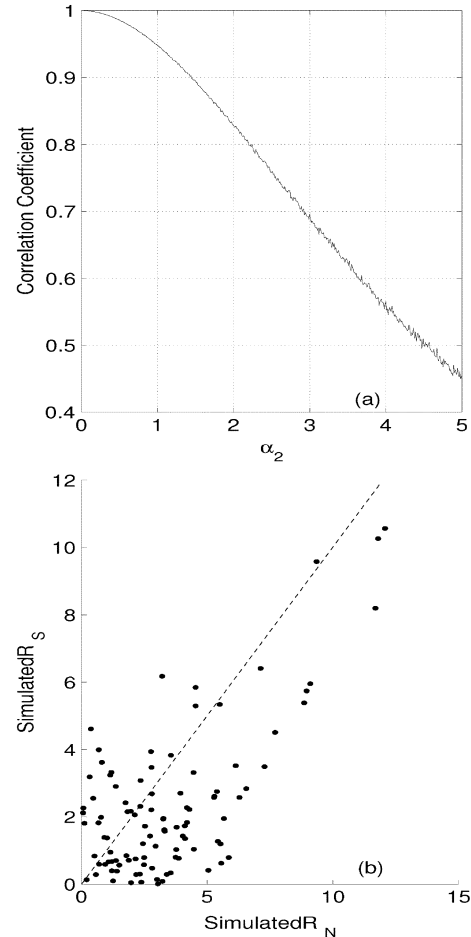 1
0.9
0.8
0.7
0.6
0.5
0.4
Correlation Coefficient
0 1 2 3 4 5
α2
(a)
12
10
8
6
4
2
0
SimulatedR S
0 5 10 15
SimulatedR N
(b)